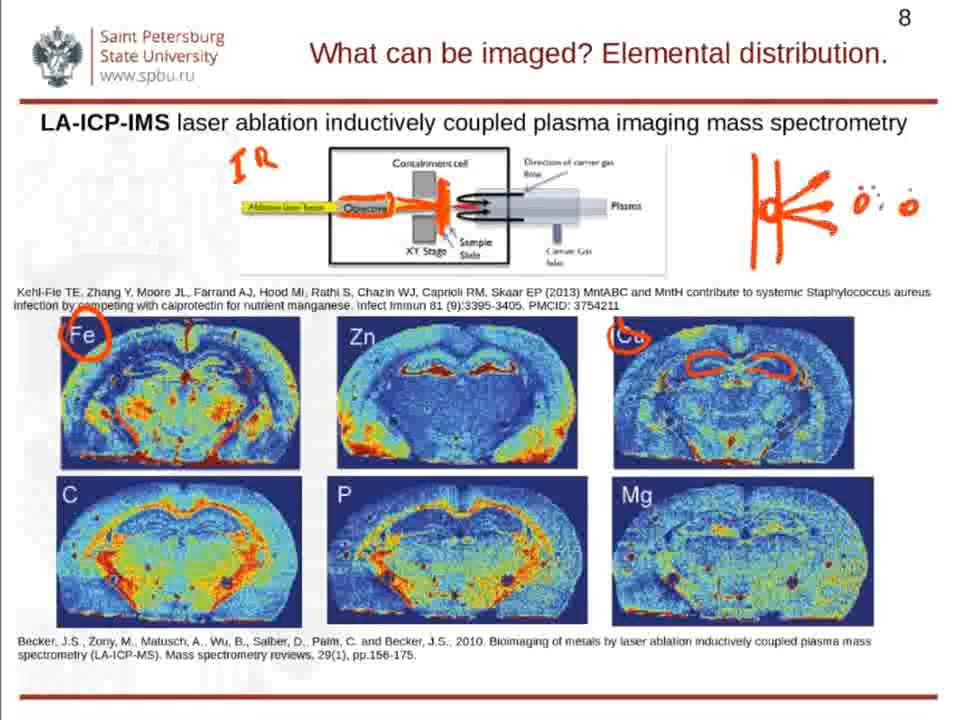 8
Saint Petersburg
State University
www.spbu.ru
What can be imaged? Elemental distribution.
LA-ICP-IMS laser ablation inductively coupled plasma imaging mass spectrometry
IR
Containment cell
Direction of carrier gas
flow
Ablation laser beam
Objective
Plasma
XY Stage
Sample
Slide
Carrier Gas
Inlet
Kehl-Fie TE, Zhang Y, Moore JL, Farrand AJ, Hood MI, Rathi S, Chazin WJ, Caprioli RM, Skaar EP (2013) MntABC and MntH contribute to systemic Staphylococcus aureus
infection by competing with calprotectin for nutrient manganese. Infect Immun 81 (9):3395-3405. PMCID: 3754211
Fe
Zn
Cu
C
P
Mg
Becker, J.S., Zony, M., Matusch, A., Wu, B., Salber, D., Palm, C. and Becker, J.S., 2010. Bioimaging of metals by laser ablation inductively coupled plasma mass
spectrometry (LA-ICP-MS). Mass spectrometry reviews, 29(1), pp.156-175.